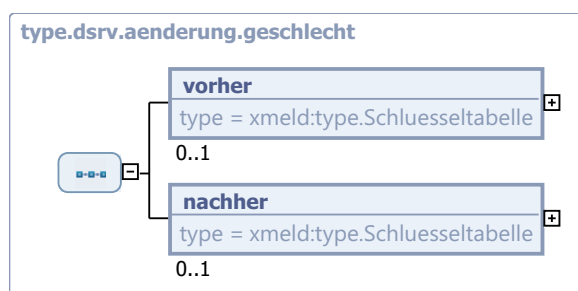 type.dsrv.aenderung.geschlecht
vorher
type = xmeld:type.Schluesseltabelle
0..1
nachher
type = xmeld:type.Schluesseltabelle
0..1